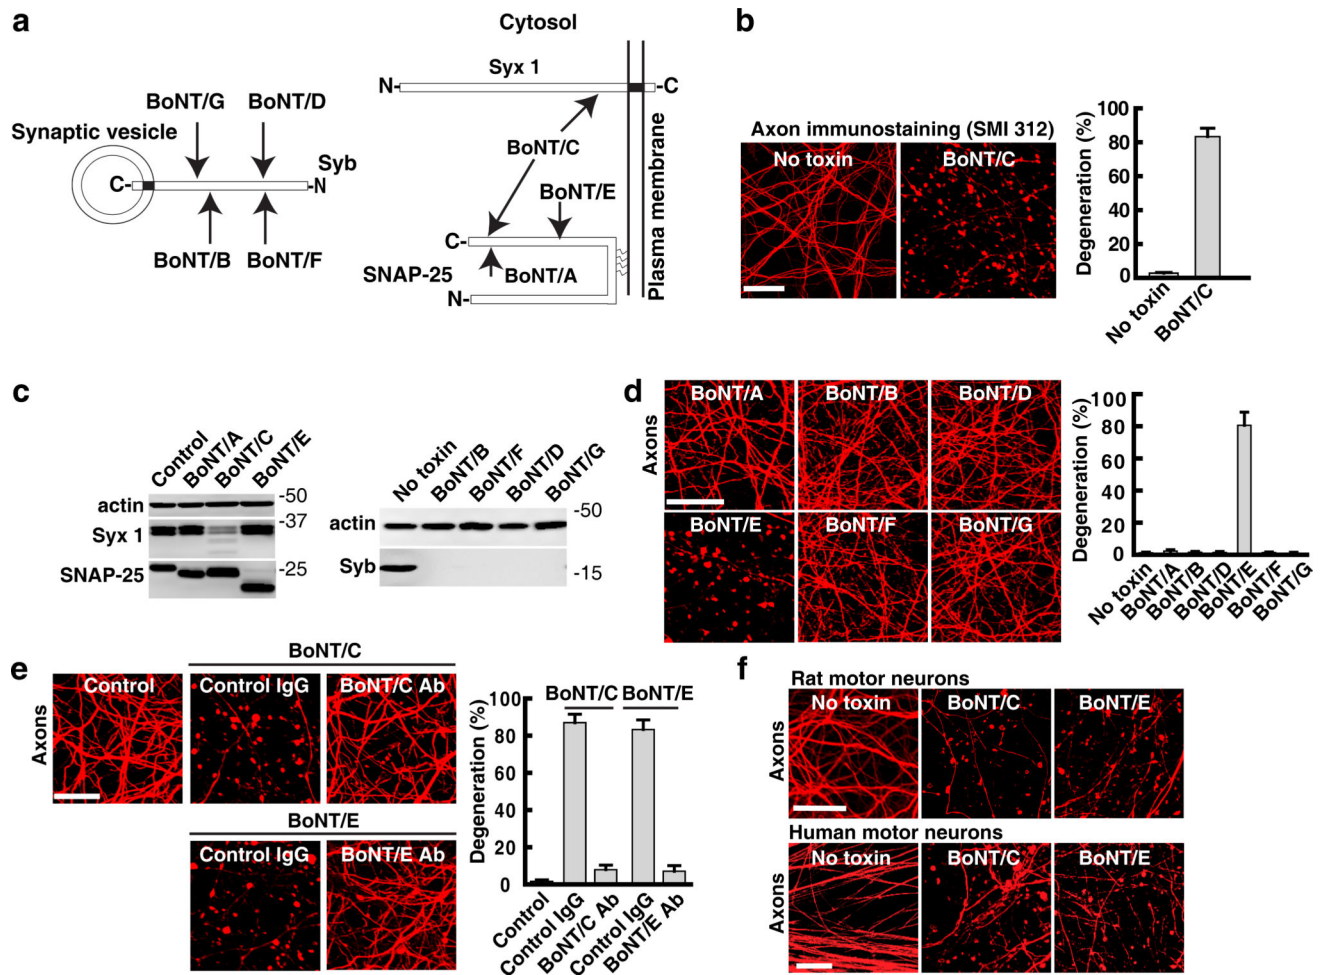 a
Cytosol
Syx 1
N-
-C
BoNT/G
BoNT/D
Synaptic vesicle
Syb
C-
-N
BoNT/B
BoNT/F
BoNT/C
BoNT/E
C-
SNAP-25
BoNT/A
N-
Plasma membrane
b
Axon immunostaining (SMI 312)
No toxin
BoNT/C
Degeneration (%)
100
80
60
40
20
0
No toxin
BoNT/C
c
Control
BoNT/A
BoNT/C
BoNT/E
actin
-50
-37
Syx 1
SNAP-25
-25
No toxin
BoNT/B
BoNT/F
BoNT/D
BoNT/G
actin
-50
Syb
-15
d
Axons
BoNT/A
BoNT/B
BoNT/D
BoNT/E
BoNT/F
BoNT/G
Degeneration (%)
100
80
60
40
20
0
No toxin
BoNT/A
BoNT/B
BoNT/D
BoNT/E
BoNT/F
BoNT/G
e
BoNT/C
Axons
Control
Control IgG
BoNT/C Ab
BoNT/E
Control IgG
BoNT/E Ab
BoNT/C
BoNT/E
Degeneration (%)
100
80
60
40
20
0
Control
Control IgG
BoNT/C Ab
Control IgG
BoNT/E Ab
f
Rat motor neurons
Axons
No toxin
BoNT/C
BoNT/E
Human motor neurons
Axons
No toxin
BoNT/C
BoNT/E